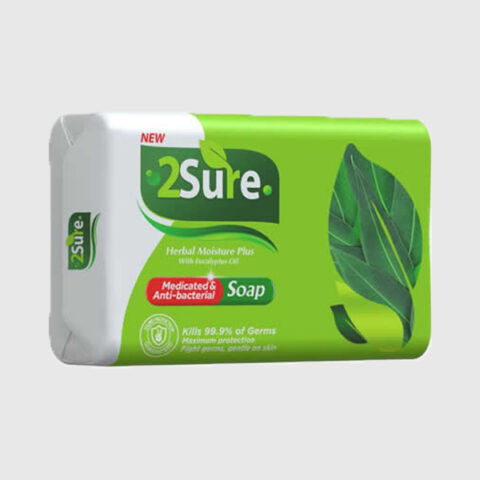 NEW
2Sure
Herbal Moisture Plus
With Eucalyptus Oil
Medicated &
Anti-bacterial
Soap
Kills 99.9% of Germs
Maximum protection
Fight germs, gentle on skin
2Sure